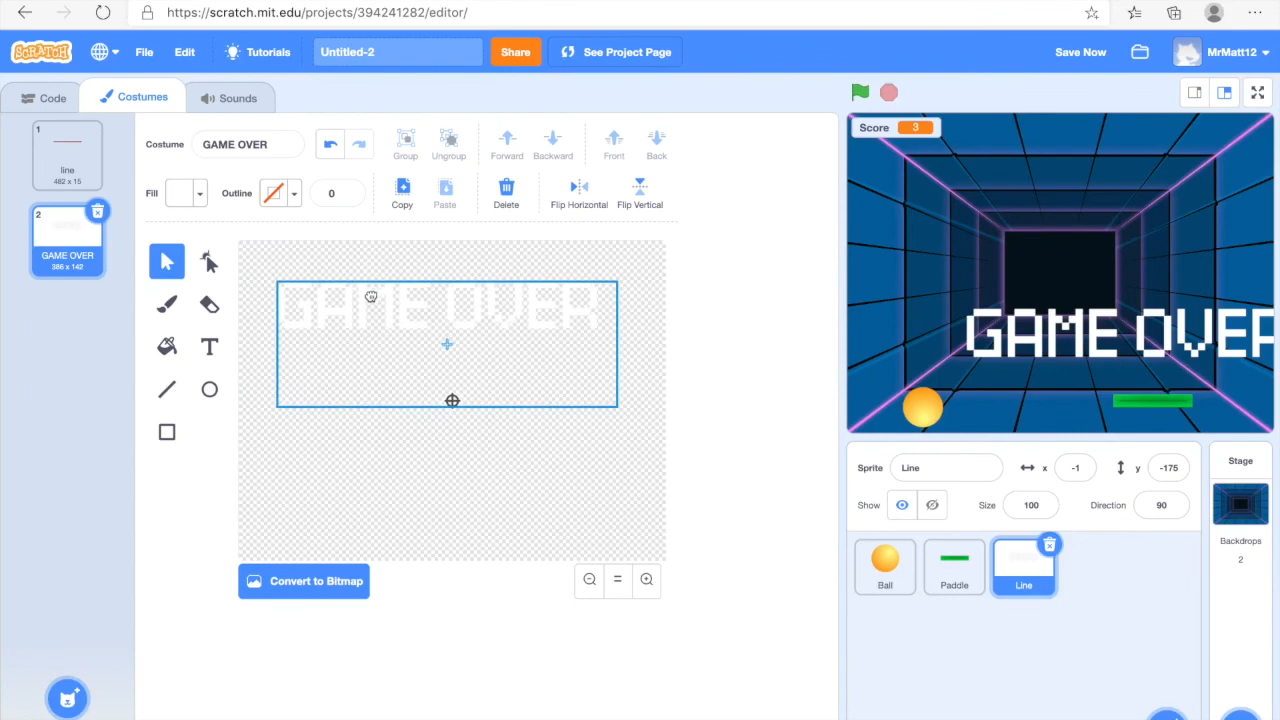 https://scratch.mit.edu/projects/394241282/editor/
SCRATCH File Edit Tutorials Untitled-2 Share See Project Page Save Now MrMatt12
Code Costumes Sounds
1
line
482 x 15
2
GAME OVER
386 x 142
Costume GAME OVER
Group Ungroup Forward Backward Front Back
Fill Outline 0
Copy Paste Delete Flip Horizontal Flip Vertical
T
GAME OVER
Convert to Bitmap
Score 3
GAME OVER
Sprite Line x -1 y -175
Show Size 100 Direction 90
Ball Paddle Line
Stage
Backdrops
2